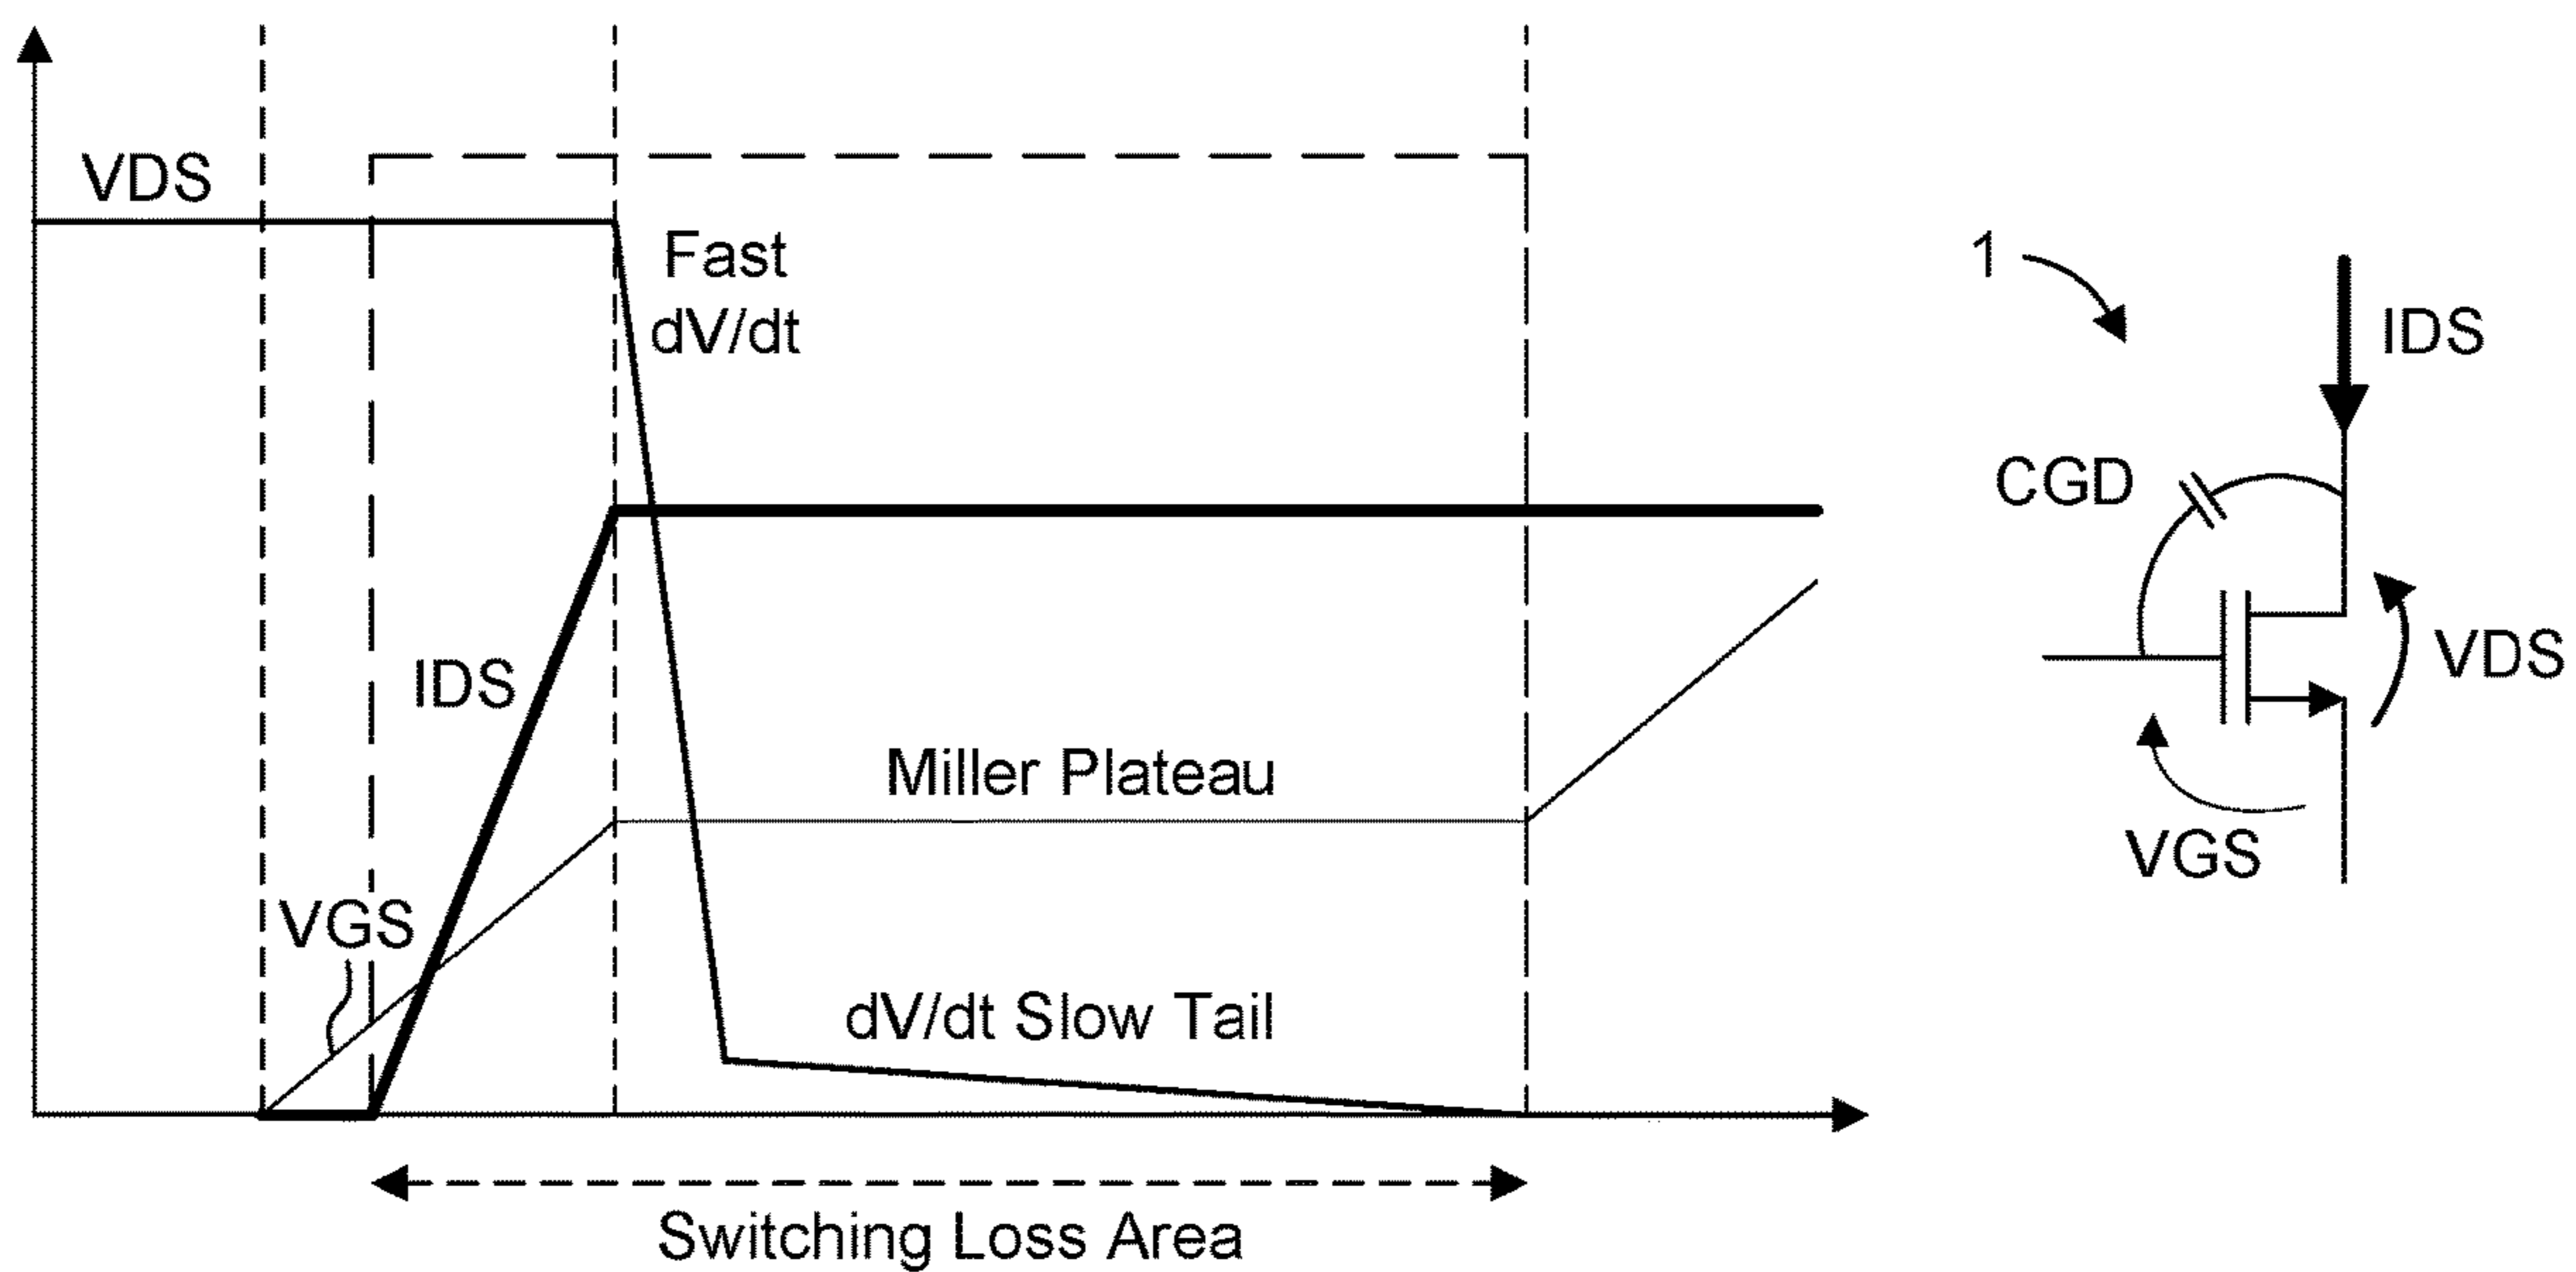 VDS
Fast
dV/dt
IDS
VGS
Miller Plateau
dV/dt Slow Tail
Switching Loss Area
1
IDS
CGD
VDS
VGS